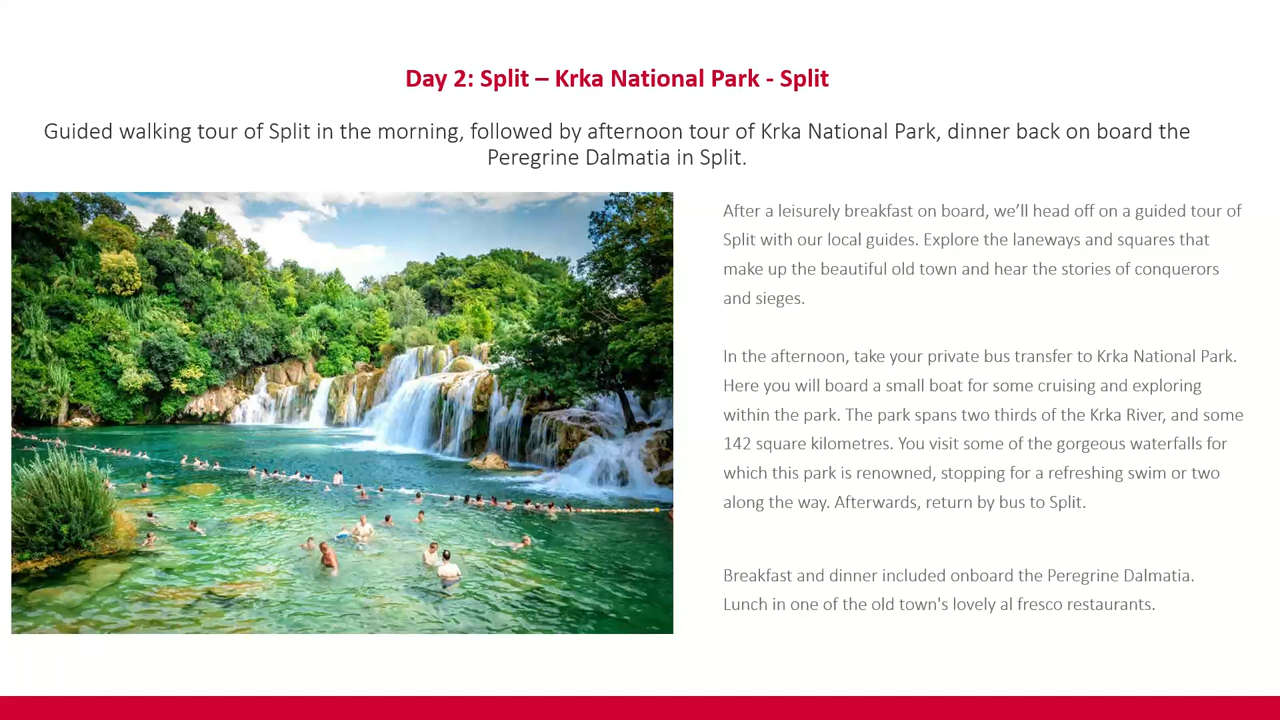 Day 2: Split – Krka National Park - Split
Guided walking tour of Split in the morning, followed by afternoon tour of Krka National Park, dinner back on board the
Peregrine Dalmatia in Split.
After a leisurely breakfast on board, we’ll head off on a guided tour of
Split with our local guides. Explore the laneways and squares that
make up the beautiful old town and hear the stories of conquerors
and sieges.
In the afternoon, take your private bus transfer to Krka National Park.
Here you will board a small boat for some cruising and exploring
within the park. The park spans two thirds of the Krka River, and some
142 square kilometres. You visit some of the gorgeous waterfalls for
which this park is renowned, stopping for a refreshing swim or two
along the way. Afterwards, return by bus to Split.
Breakfast and dinner included onboard the Peregrine Dalmatia.
Lunch in one of the old town's lovely al fresco restaurants.